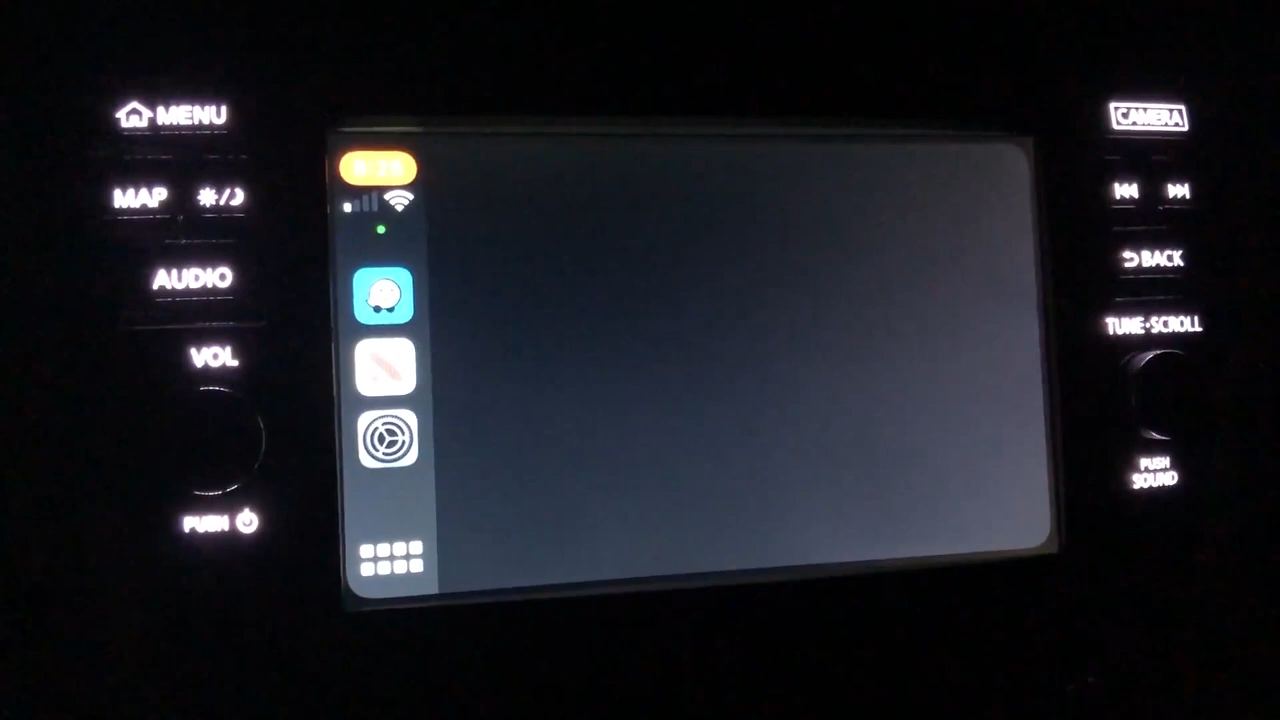 MENU
MAP
AUDIO
VOL
PUSH
CAMERA
BACK
TUNE·SCROLL
PUSH
SOUND